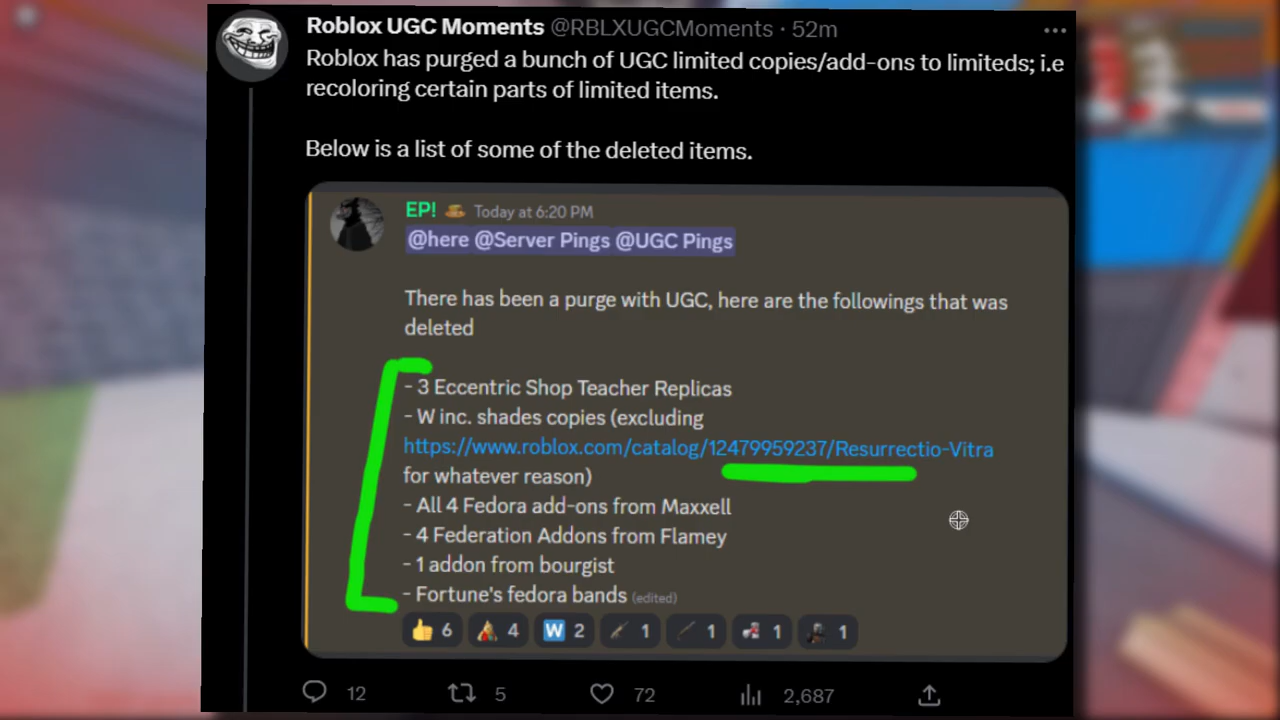 Roblox UGC Moments @RBLXUGCMoments · 52m
Roblox has purged a bunch of UGC limited copies/add-ons to limiteds; i.e
recoloring certain parts of limited items.
Below is a list of some of the deleted items.
EP! Today at 6:20 PM
@here @Server Pings @UGC Pings
There has been a purge with UGC, here are the followings that was
deleted
- 3 Eccentric Shop Teacher Replicas
- W inc. shades copies (excluding
https://www.roblox.com/catalog/12479959237/Resurrectio-Vitra
for whatever reason)
- All 4 Fedora add-ons from Maxxell
- 4 Federation Addons from Flamey
- 1 addon from bourgist
- Fortune's fedora bands (edited)
6 4 W 2 1 1 1 1
12 5 72 2,687